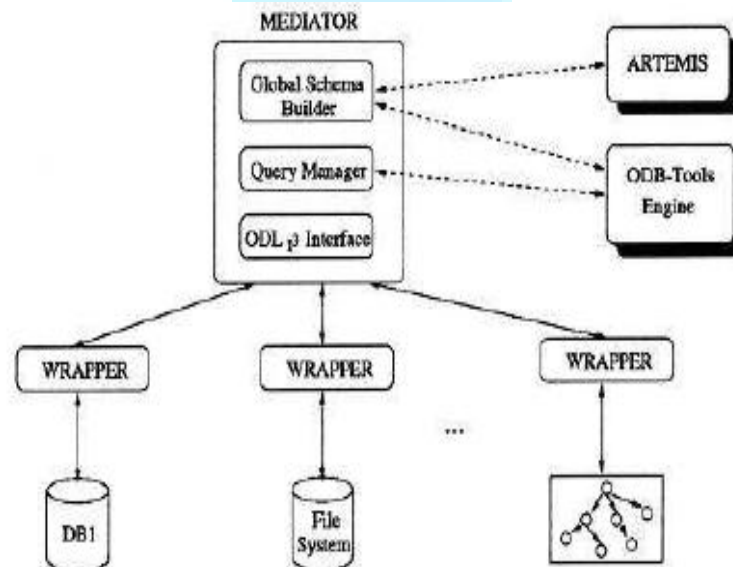 MEDIATOR
Global Schema
Builder
Query Manager
ODL I3 Interface
ARTEMIS
ODB-Tools
Engine
WRAPPER
WRAPPER
WRAPPER
...
DB1
File
System